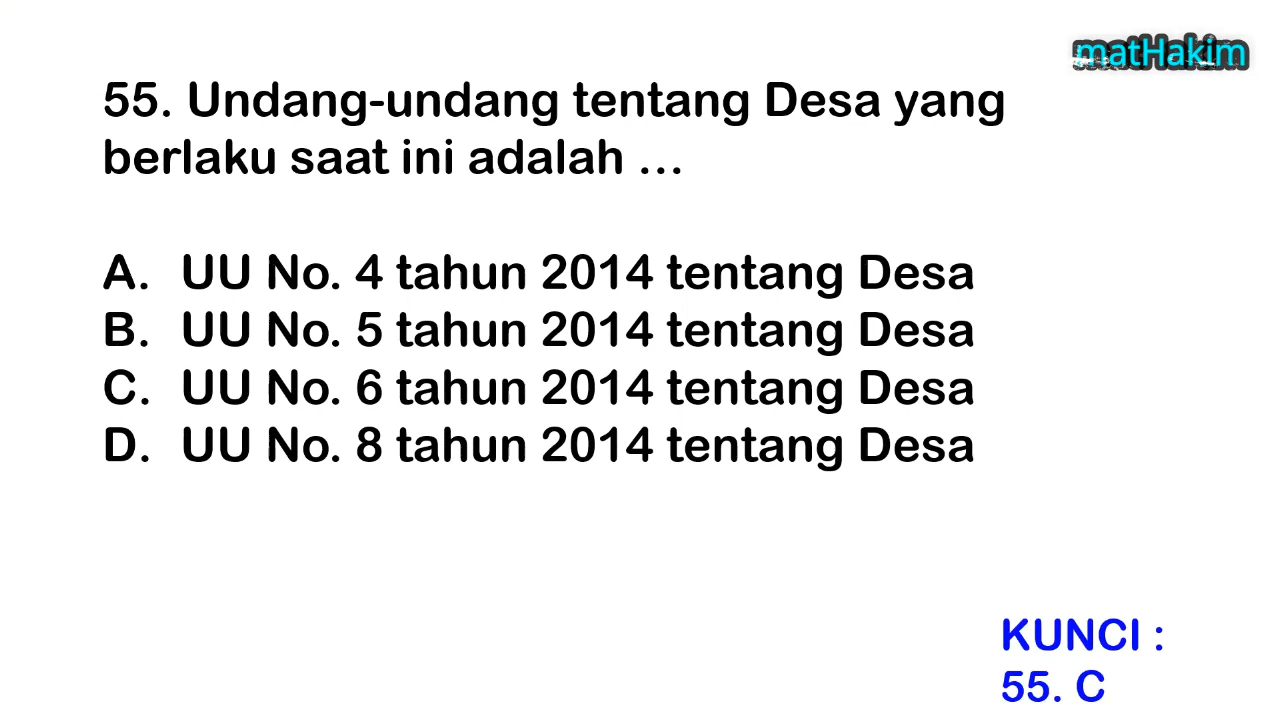 matHakim
55. Undang-undang tentang Desa yang
berlaku saat ini adalah ...
A. UU No. 4 tahun 2014 tentang Desa
B. UU No. 5 tahun 2014 tentang Desa
C. UU No. 6 tahun 2014 tentang Desa
D. UU No. 8 tahun 2014 tentang Desa
KUNCI :
55. C